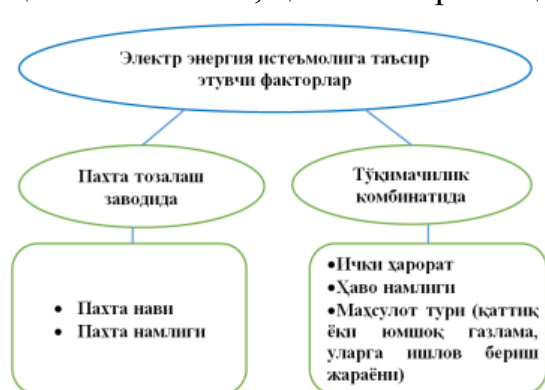 Электр энергия истеъмолига таъсир
этувчи факторлар
Пахта тозалаш
заводида
Тўқимачилик
комбинатида
• Пахта нави
• Пахта намлиги
•Ички ҳарорат
•Ҳаво намлиги
•Маҳсулот тури (қаттиқ
ёки юмшоқ газлама,
уларга ишлов бериш
жараёни)